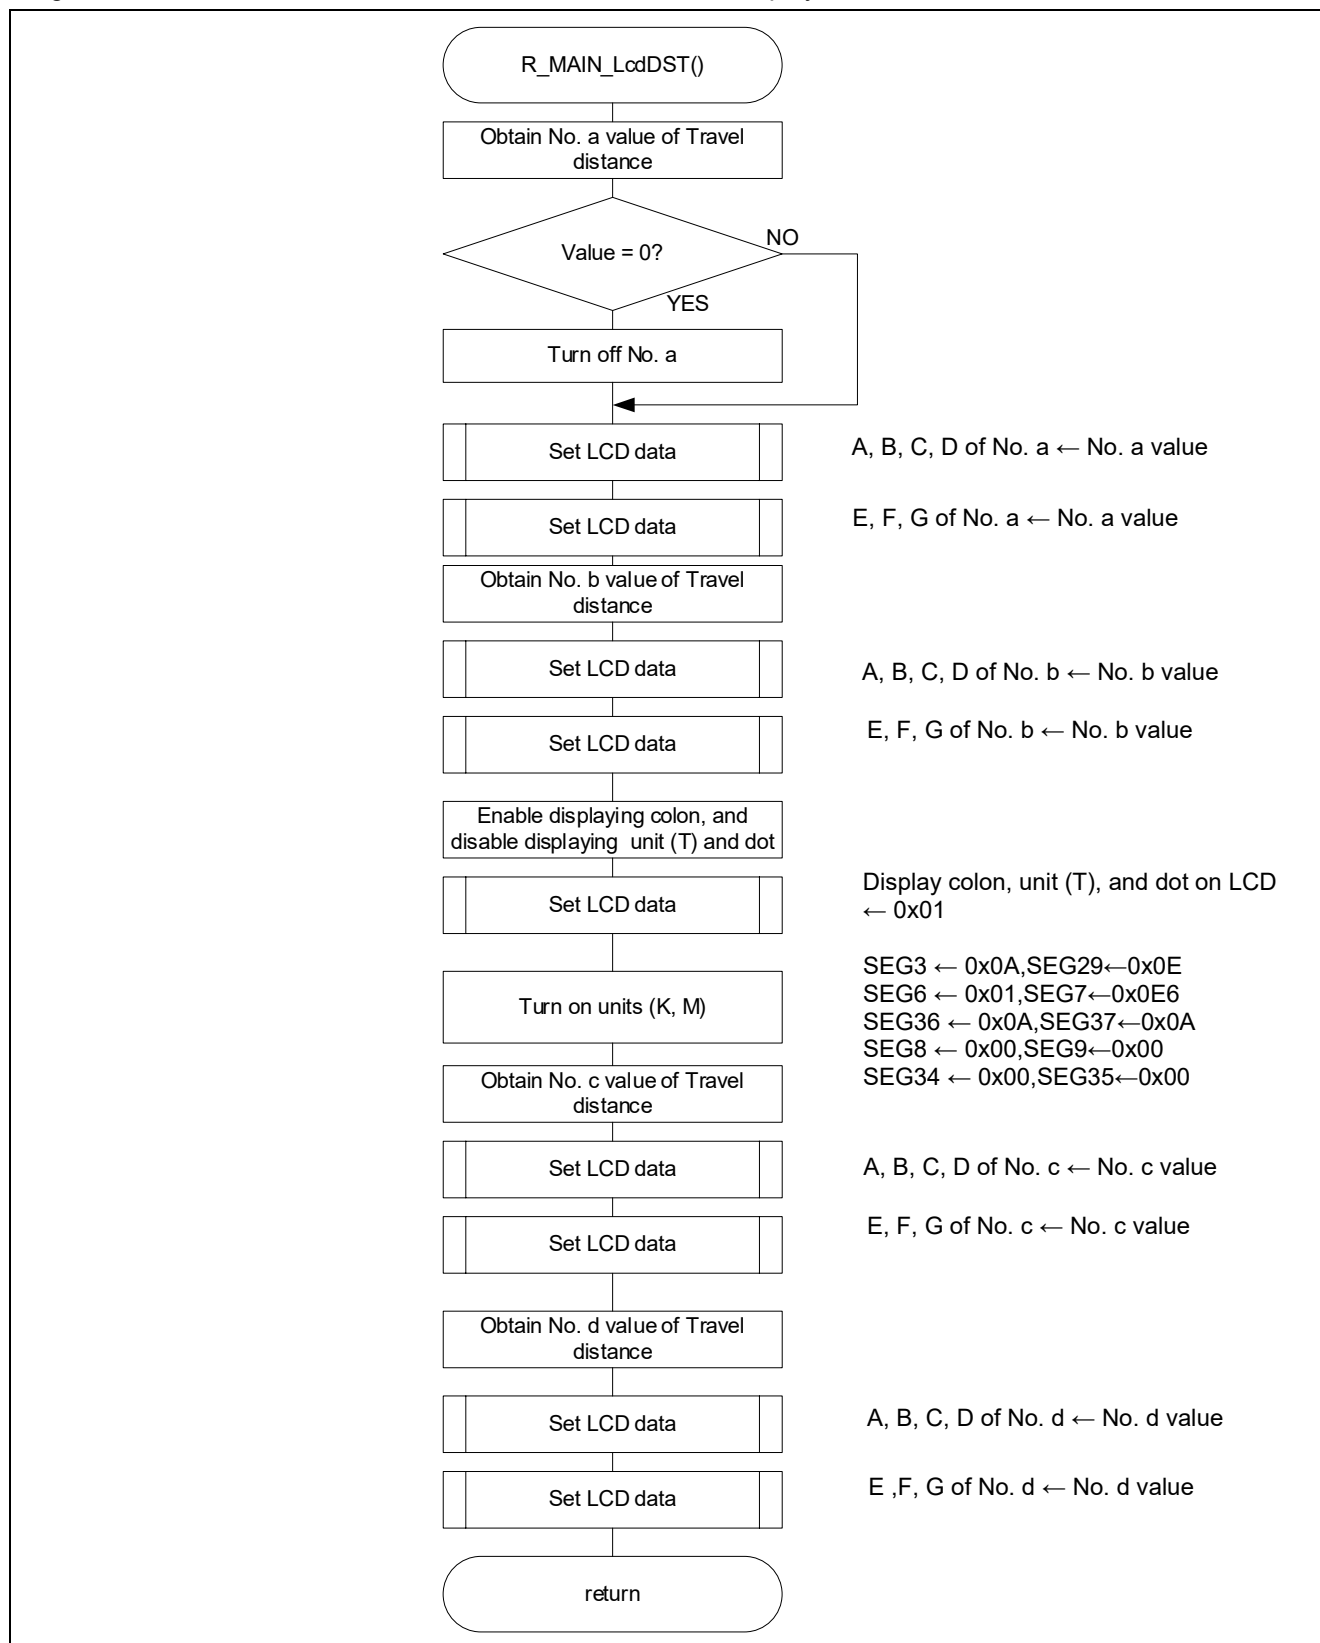 R_MAIN_LcdDST()
Obtain No. a value of Travel
distance
Value = 0?
NO
YES
Turn off No. a
Set LCD data
A, B, C, D of No. a ← No. a value
Set LCD data
E, F, G of No. a ← No. a value
Obtain No. b value of Travel
distance
Set LCD data
A, B, C, D of No. b ← No. b value
Set LCD data
E, F, G of No. b ← No. b value
Enable displaying colon, and
disable displaying unit (T) and dot
Set LCD data
Display colon, unit (T), and dot on LCD
← 0x01
Turn on units (K, M)
SEG3 ← 0x0A,SEG29←0x0E
SEG6 ← 0x01,SEG7←0x0E6
SEG36 ← 0x0A,SEG37←0x0A
SEG8 ← 0x00,SEG9←0x00
SEG34 ← 0x00,SEG35←0x00
Obtain No. c value of Travel
distance
Set LCD data
A, B, C, D of No. c ← No. c value
Set LCD data
E, F, G of No. c ← No. c value
Obtain No. d value of Travel
distance
Set LCD data
A, B, C, D of No. d ← No. d value
Set LCD data
E ,F, G of No. d ← No. d value
return